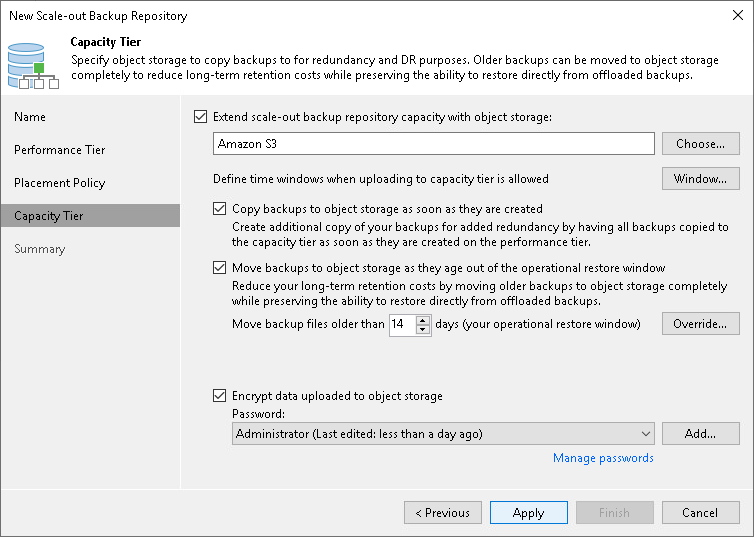 New Scale-out Backup Repository
Capacity Tier
Specify object storage to copy backups to for redundancy and DR purposes. Older backups can be moved to object storage
completely to reduce long-term retention costs while preserving the ability to restore directly from offloaded backups.
Name
Performance Tier
Placement Policy
Capacity Tier
Summary
Extend scale-out backup repository capacity with object storage:
Amazon S3
Choose...
Define time windows when uploading to capacity tier is allowed
Window...
Copy backups to object storage as soon as they are created
Create additional copy of your backups for added redundancy by having all backups copied
to the capacity tier as soon as they are created on the performance tier.
Move backups to object storage as they age out of the operational restore window
Reduce your long-term retention costs by moving older backups to object storage completely
while preserving the ability to restore directly from offloaded backups.
Move backup files older than 14 days (your operational restore window)
Override...
Encrypt data uploaded to object storage
Password:
Administrator (Last edited: less than a day ago)
Add...
Manage passwords
< Previous
Apply
Finish
Cancel